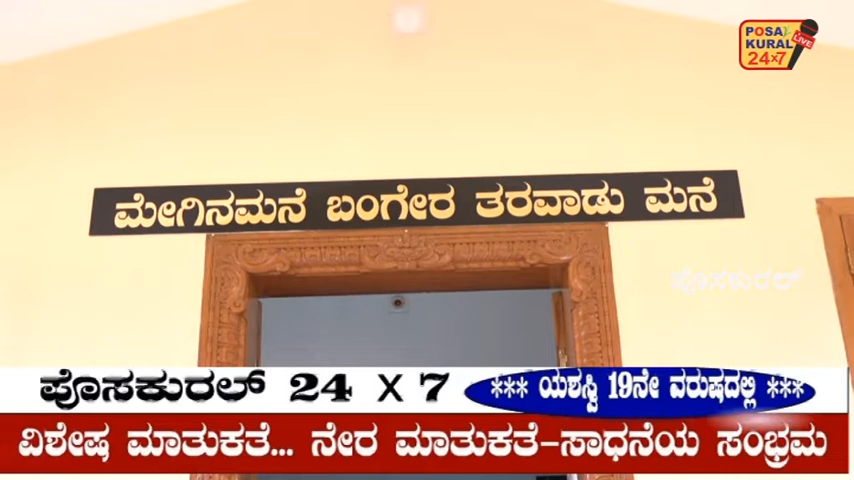 POSA
KURAL
LIVE
24x7
ಮೇಗಿನಮನೆ ಬಂಗೇರ ತರವಾಡು ಮನೆ
ಪೊಸಕುರಲ್
ಪೊಸಕುರಲ್ 24 X 7
*** ಯಶಸ್ವಿ 19ನೇ ವರುಷದಲ್ಲಿ ***
ವಿಶೇಷ ಮಾತುಕತೆ... ನೇರ ಮಾತುಕತೆ-ಸಾಧನೆಯ ಸಂಭ್ರಮ